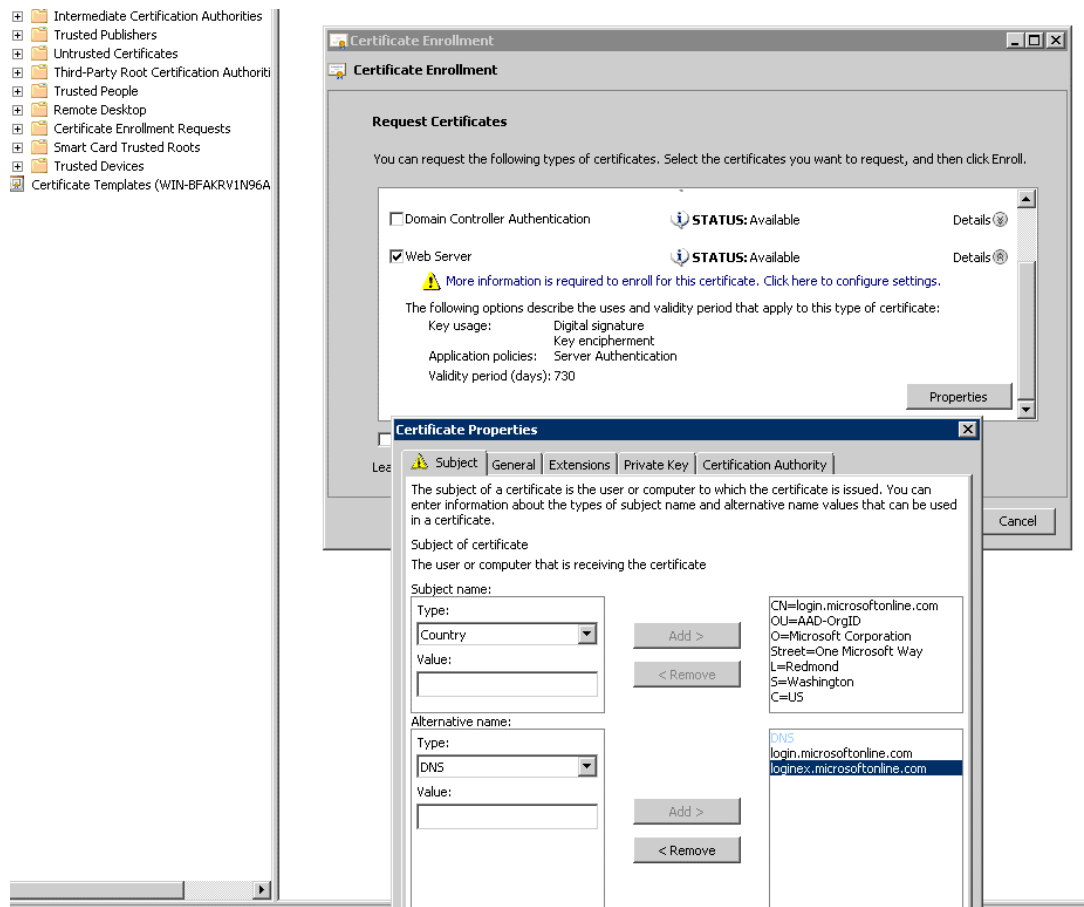 Intermediate Certification Authorities
Trusted Publishers
Untrusted Certificates
Third-Party Root Certification Authoriti
Trusted People
Remote Desktop
Certificate Enrollment Requests
Smart Card Trusted Roots
Trusted Devices
Certificate Templates (WIN-BFAKRV1N96A
Certificate Enrollment
Certificate Enrollment
Request Certificates
You can request the following types of certificates. Select the certificates you want to request, and then click Enroll.
Domain Controller Authentication STATUS: Available Details
Web Server STATUS: Available Details
More information is required to enroll for this certificate. Click here to configure settings.
The following options describe the uses and validity period that apply to this type of certificate:
Key usage: Digital signature
Key encipherment
Application policies: Server Authentication
Validity period (days): 730
Properties
Lea
Cancel
Certificate Properties
Subject General Extensions Private Key Certification Authority
The subject of a certificate is the user or computer to which the certificate is issued. You can
enter information about the types of subject name and alternative name values that can be used
in a certificate.
Subject of certificate
The user or computer that is receiving the certificate
Subject name:
Type:
Country
Value:
Add >
< Remove
CN=login.microsoftonline.com
OU=AAD-OrgID
O=Microsoft Corporation
Street=One Microsoft Way
L=Redmond
S=Washington
C=US
Alternative name:
Type:
DNS
Value:
Add >
< Remove
DNS
login.microsoftonline.com
loginex.microsoftonline.com